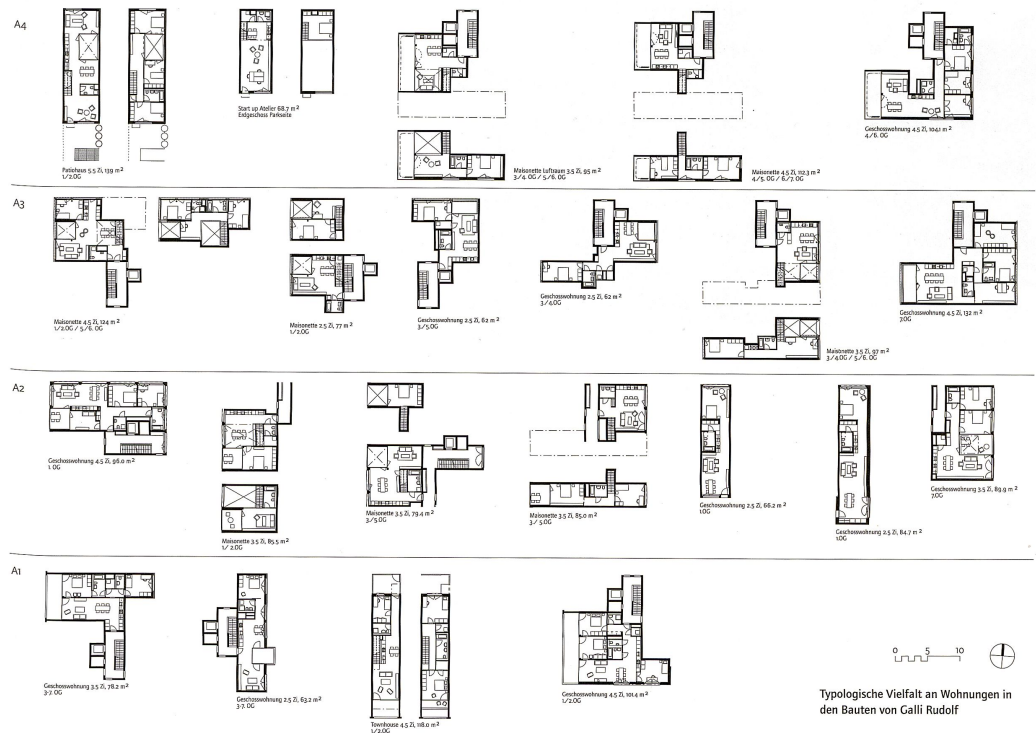 A4
Patiohaus 5.5 Zi, 139 m²
1/2.OG
Start up Atelier 68.7 m²
Erdgeschoss Parkseite
Maisonette Luftraum 3.5 Zi, 95 m²
3/4.OG / 5/6. OG
Maisonette 4.5 Zi, 112.3 m²
4/5. OG / 6/7. OG
Geschosswohnung 4.5 Zi, 104.1 m²
4/6. OG
A3
Maisonette 4.5 Zi, 124 m²
1/2.OG / 5/6. OG
Maisonette 2.5 Zi, 77 m²
1/2.OG
Geschosswohnung 2.5 Zi, 62 m²
3/5.OG
Geschosswohnung 2.5 Zi, 62 m²
3/4.OG
Maisonette 3.5 Zi, 97 m²
3/4.OG / 5/6. OG
Geschosswohnung 4.5 Zi, 132 m²
7.OG
A2
Geschosswohnung 4.5 Zi, 96.0 m²
1. OG
Maisonette 3.5 Zi, 85.5 m²
1/ 2.OG
Maisonette 3.5 Zi, 79.4 m²
3/5.OG
Maisonette 3.5 Zi, 85.0 m²
3/ 5.OG
Geschosswohnung 2.5 Zi, 66.2 m²
1.OG
Geschosswohnung 2.5 Zi, 84.7 m²
1.OG
Geschosswohnung 3.5 Zi, 89.9 m²
7.OG
A1
Geschosswohnung 3.5 Zi, 78.2 m²
3-7. OG
Geschosswohnung 2.5 Zi, 63.2 m²
3-7. OG
Townhouse 4.5 Zi, 118.0 m²
1/2.OG
Geschosswohnung 4.5 Zi, 101.4 m²
1/2.OG
0 5 10
Typologische Vielfalt an Wohnungen in
den Bauten von Galli Rudolf